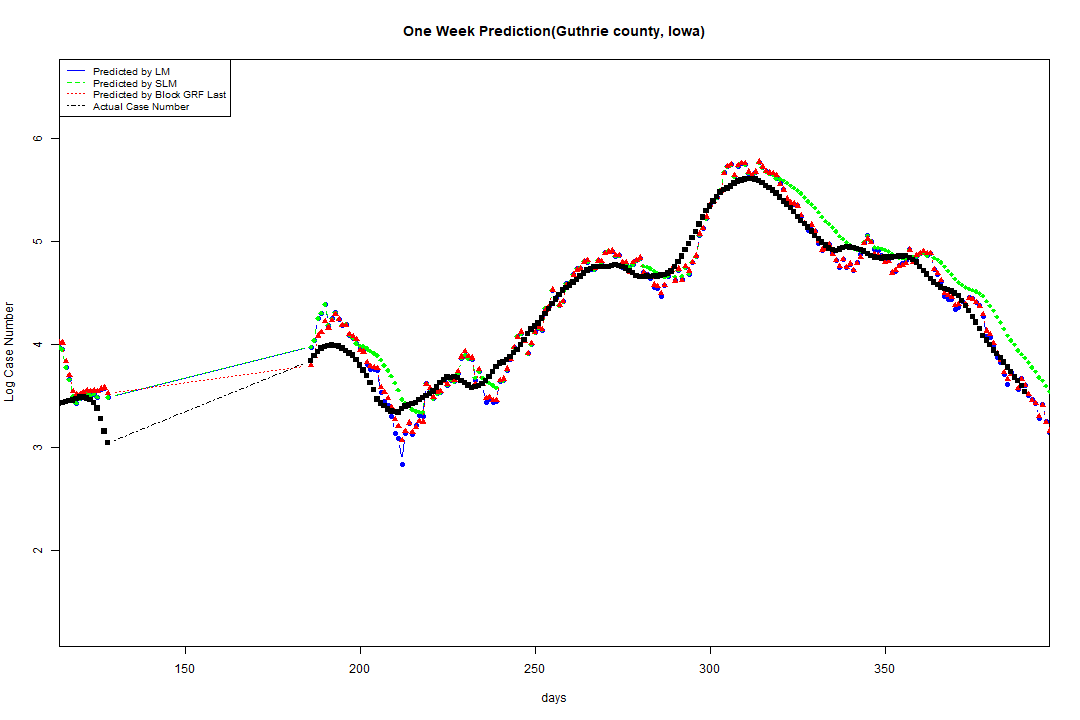 One Week Prediction(Guthrie county, Iowa)
Predicted by LM
Predicted by SLM
Predicted by Block GRF Last
Actual Case Number
6
5
4
3
2
Log Case Number
150 200 250 300 350
days